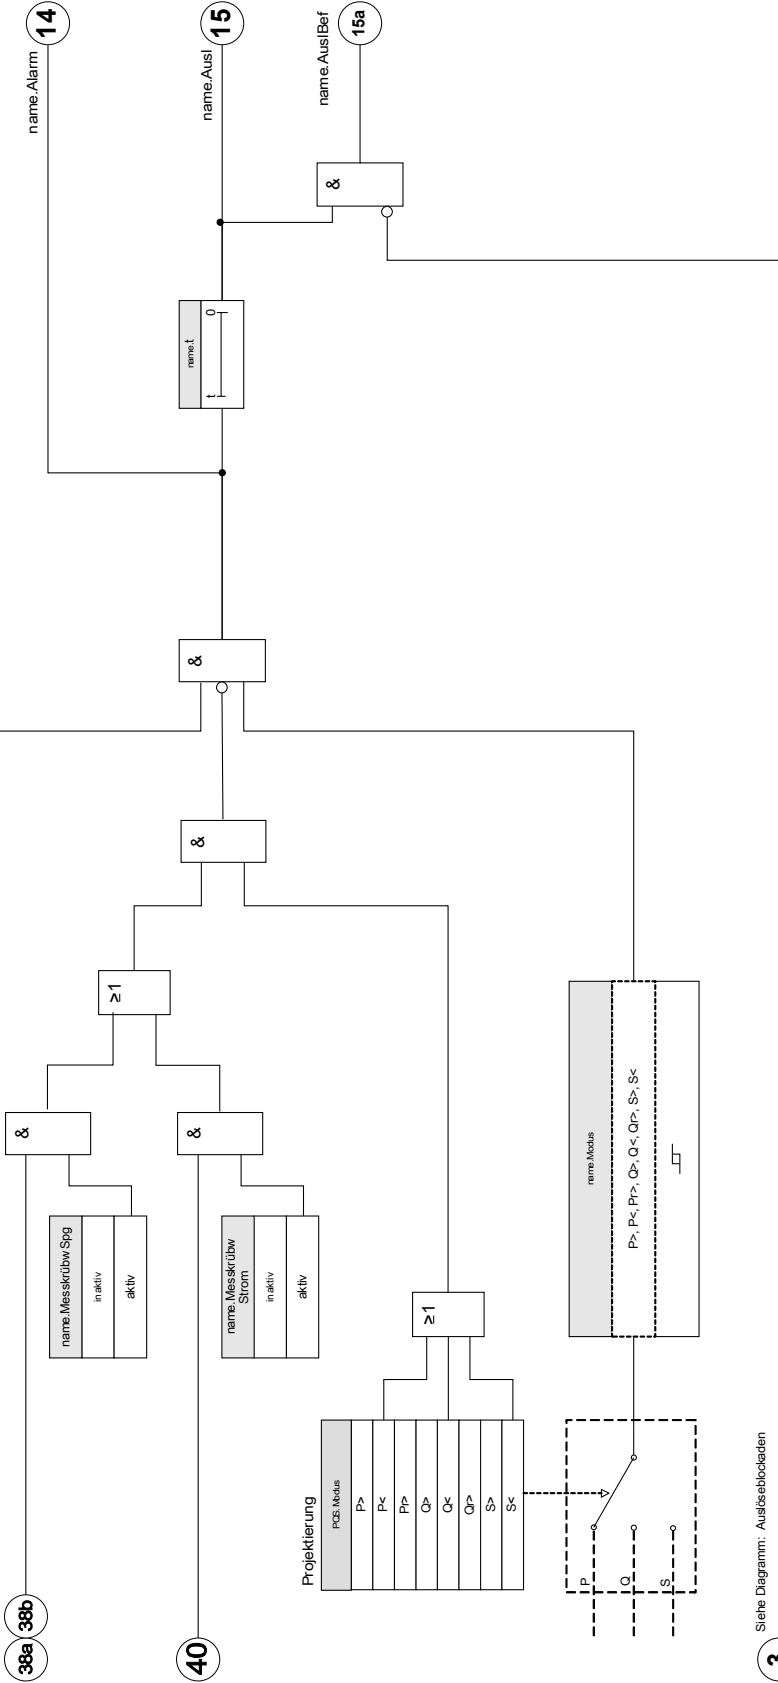 14
name.Alarm
15
name.Ausl
15a
name.AuslBef
&
name.t
t
0
&
&
≥1
&
&
name.Messkrübw Spg
inaktiv
aktiv
name.Messkrübw
Strom
inaktiv
aktiv
38a
38b
40
≥1
Projektierung
PQS.Modus
P>
P<
Pr>
Q>
Q<
Qr>
S>
S<
name.Modus
P>, P<, Pr>, Q>, Q<, Qr>, S>, S<
P
Q
S
3
Siehe Diagramm: Auslöseblockaden